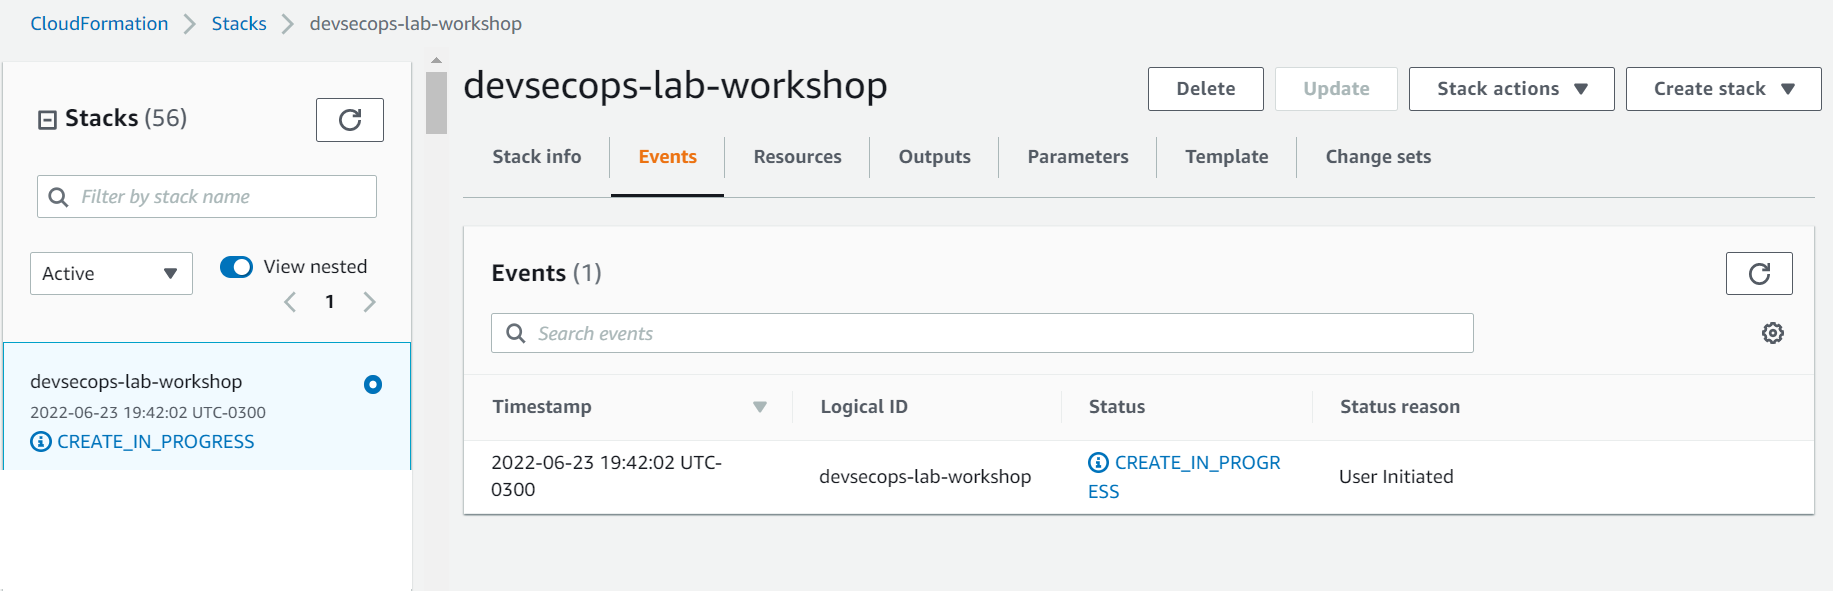 CloudFormation Stacks devsecops-lab-workshop
Stacks (56)
Filter by stack name
Active
View nested
1
devsecops-lab-workshop
2022-06-23 19:42:02 UTC-0300
CREATE_IN_PROGRESS
devsecops-lab-workshop
Delete
Update
Stack actions
Create stack
Stack info
Events
Resources
Outputs
Parameters
Template
Change sets
Events (1)
Search events
Timestamp
Logical ID
Status
Status reason
2022-06-23 19:42:02 UTC-
0300
devsecops-lab-workshop
CREATE_IN_PROGR
ESS
User Initiated